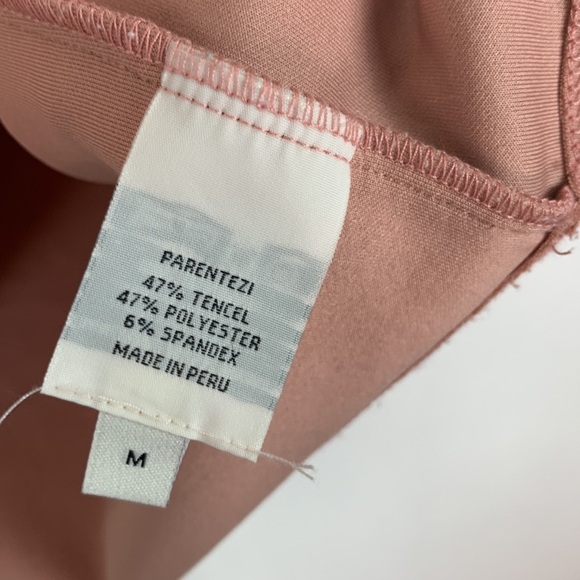 PARENTEZI
47% TENCEL
47% POLYESTER
6% SPANDEX
MADE IN PERU
M